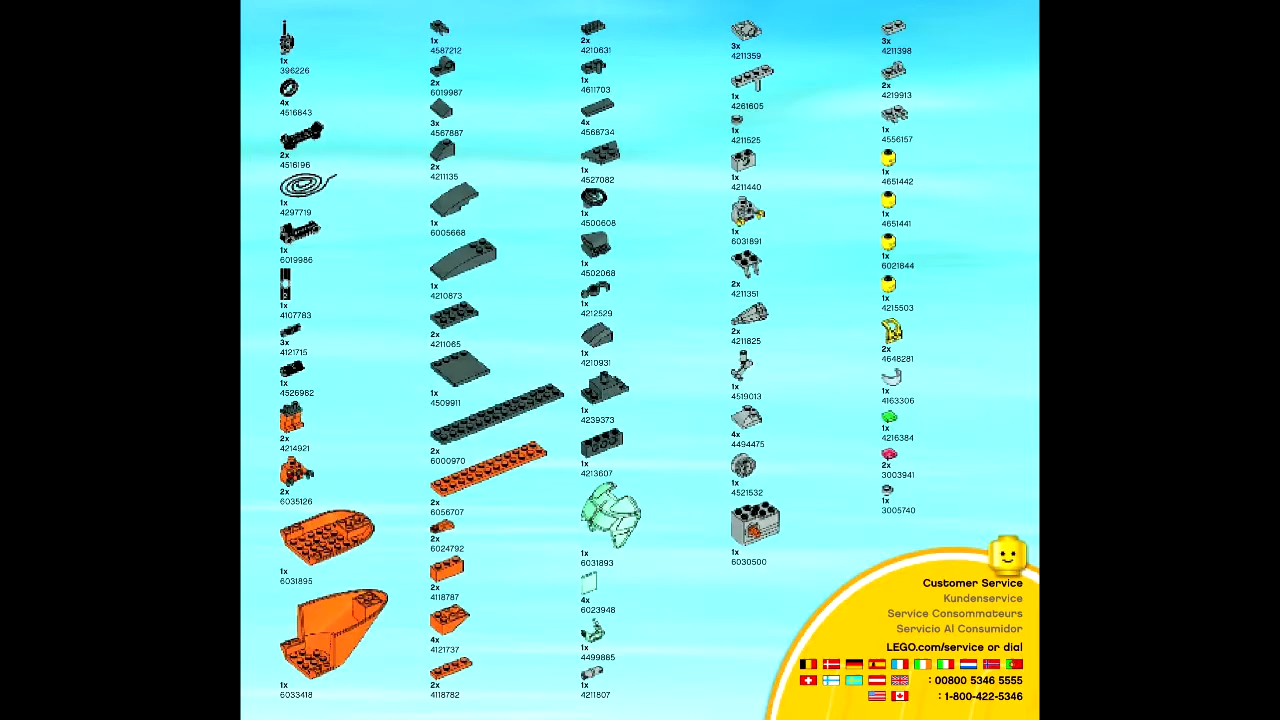 1x
396226
4x
4516843
2x
4516196
1x
4297719
1x
6019986
1x
4107783
3x
4121715
1x
4526982
2x
4214921
2x
6035126
1x
6031895
1x
6033418
1x
4587212
2x
6019987
3x
4567887
2x
4211135
1x
6005668
1x
4210873
2x
4211065
1x
4509911
2x
6000970
2x
6056707
2x
6024792
2x
4118787
4x
4121737
2x
4118782
2x
4210631
1x
4611703
4x
4568734
1x
4527082
1x
4500608
1x
4502068
1x
4212529
1x
4210931
1x
4239373
1x
4213607
1x
6031893
4x
6023948
1x
4499885
1x
4211807
3x
4211359
1x
4261605
1x
4211525
1x
4211440
1x
6031891
2x
4211351
2x
4211825
1x
4519013
4x
4494475
1x
4521532
1x
6030500
3x
4211398
2x
4219913
1x
4556157
1x
4651442
1x
4651441
1x
6021844
1x
4215503
2x
4648281
1x
4163306
1x
4216384
2x
3003941
1x
3005740
Customer Service
Kundenservice
Service Consommateurs
Servicio Al Consumidor
LEGO.com/service or dial
: 00800 5346 5555
: 1-800-422-5346